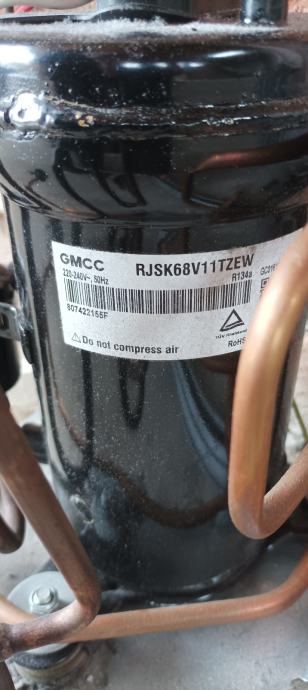 GMCC RJSK68V11TZEW
220-240V~, 50Hz R134a
807422155F
⚠Do not compress air
RoHS